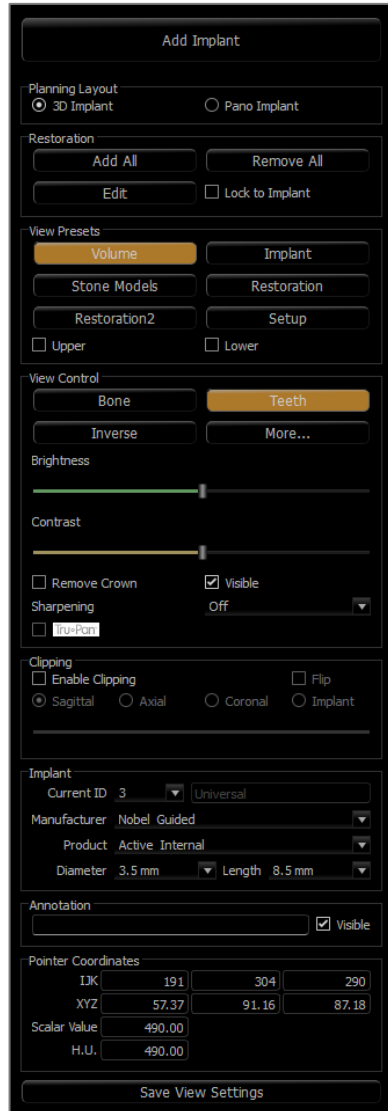 Add Implant
Planning Layout
3D Implant Pano Implant
Restoration
Add All Remove All
Edit Lock to Implant
View Presets
Volume Implant
Stone Models Restoration
Restoration2 Setup
Upper Lower
View Control
Bone Teeth
Inverse More...
Brightness
Contrast
Remove Crown Visible
Sharpening Off
Tru•Pan
Clipping
Enable Clipping Flip
Sagittal Axial Coronal Implant
Implant
Current ID 3 Universal
Manufacturer Nobel Guided
Product Active Internal
Diameter 3.5 mm Length 8.5 mm
Annotation
Visible
Pointer Coordinates
IJK 191 304 290
XYZ 57.37 91.16 87.18
Scalar Value 490.00
H.U. 490.00
Save View Settings